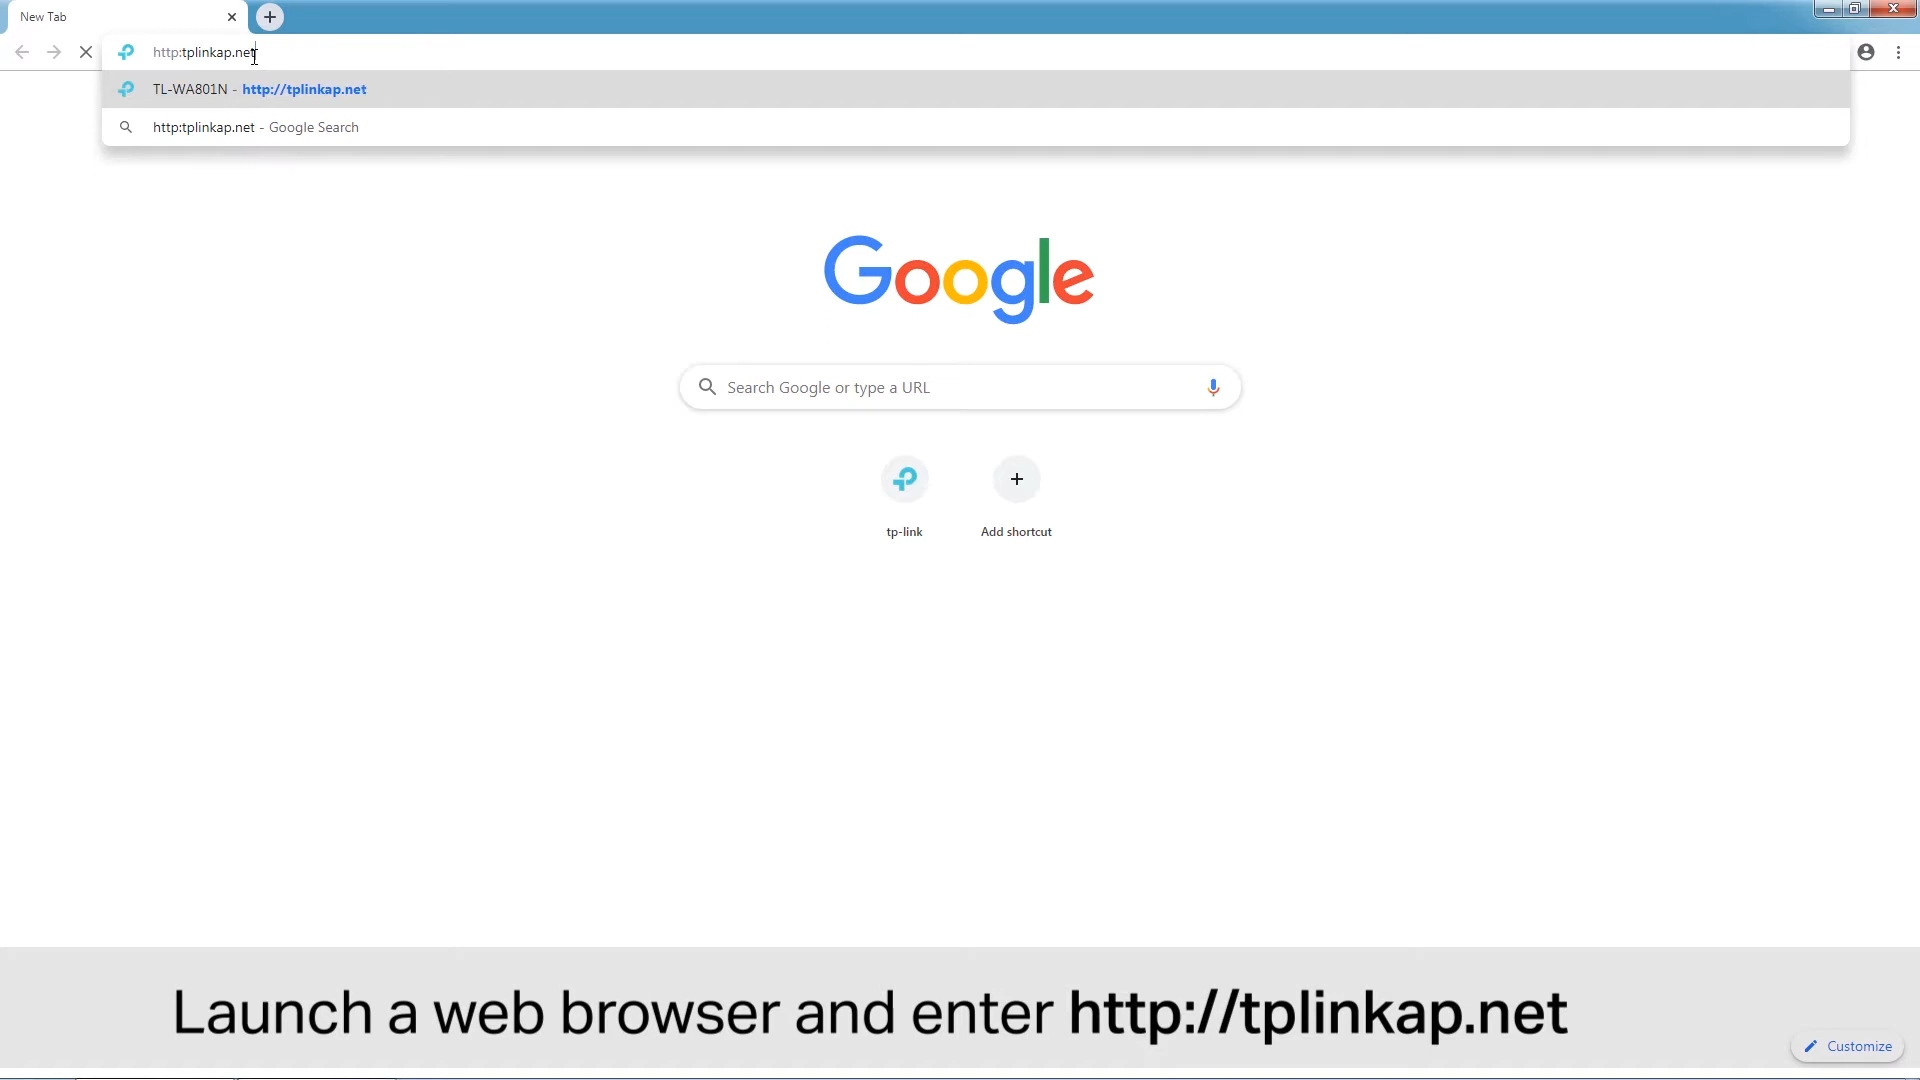 New Tab
http:tplinkap.net
TL-WA801N - http://tplinkap.net
http:tplinkap.net - Google Search
Google
Search Google or type a URL
tp-link
Add shortcut
Launch a web browser and enter http://tplinkap.net
Customize